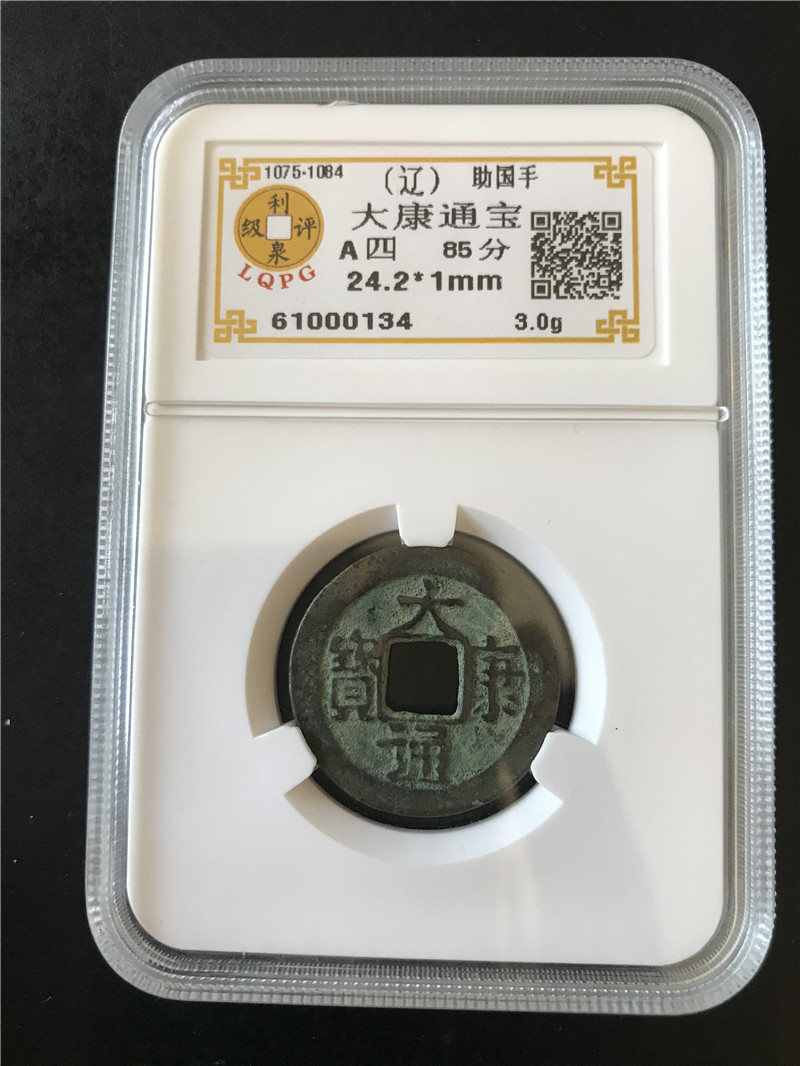 1075-1084 （辽） 助国手
利泉评级
LQPG
大康通宝
A四 85分
24.2*1mm
61000134 3.0g
大康通寳